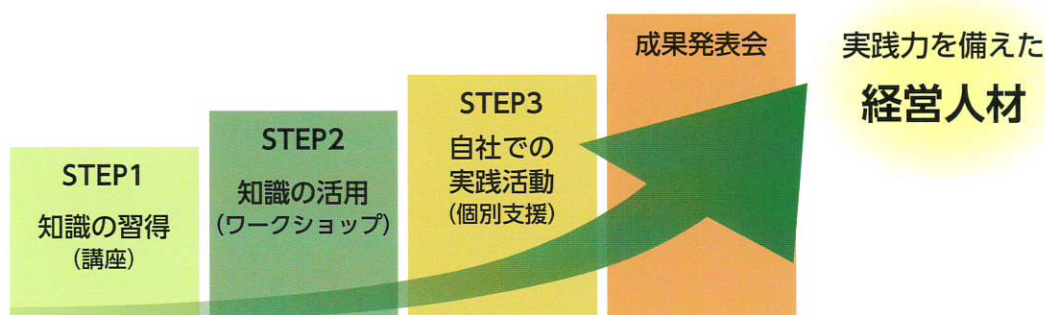 STEP1
知識の習得
(講座)
STEP2
知識の活用
(ワークショップ)
STEP3
自社での
実践活動
(個別支援)
成果発表会
実践力を備えた
経営人材